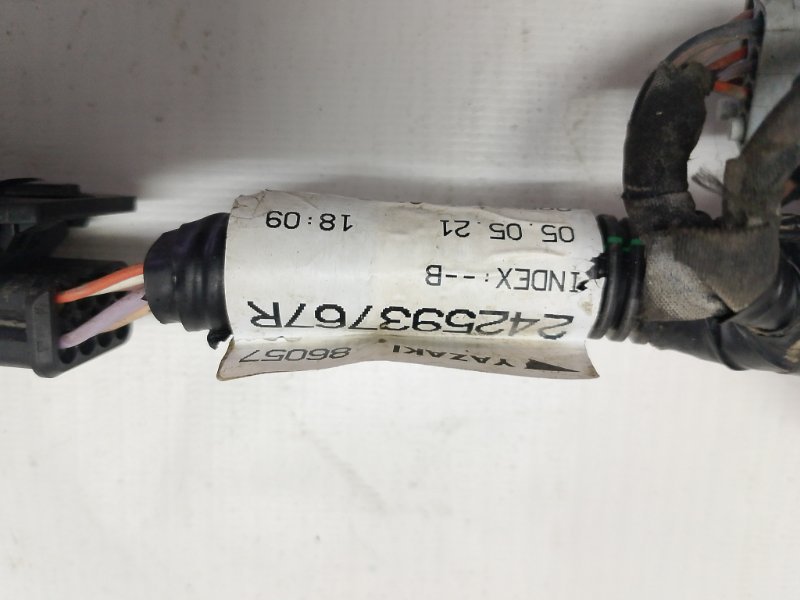 YAZAKI. 86057
242593767R
INDEX:--B
05.05.21 18:09